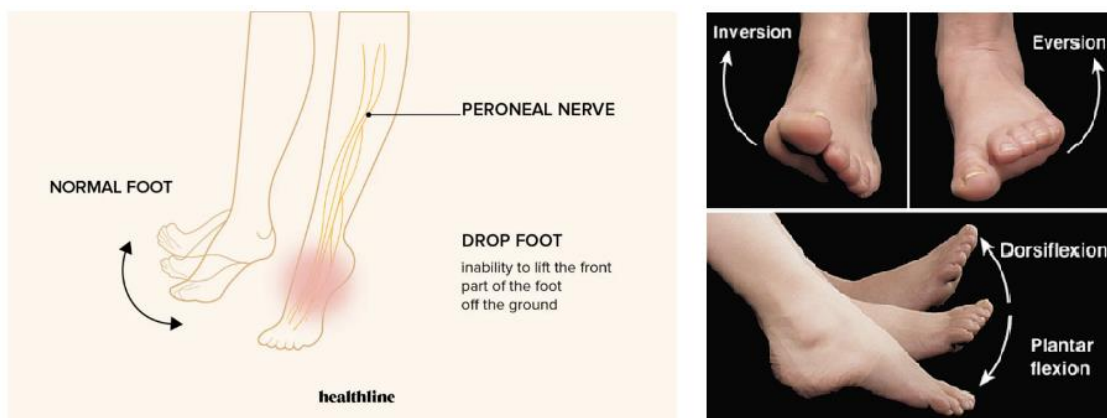 PERONEAL NERVE
NORMAL FOOT
DROP FOOT
inability to lift the front
part of the foot
off the ground
healthline
Inversion
Eversion
Dorsiflexion
Plantar
flexion